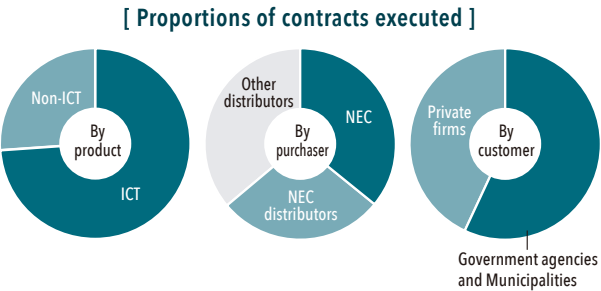 [ Proportions of contracts executed ]
Non-ICT
By
product
ICT
Other
distributors
NEC
By
purchaser
NEC
distributors
Private
firms
By
customer
Government agencies
and Municipalities